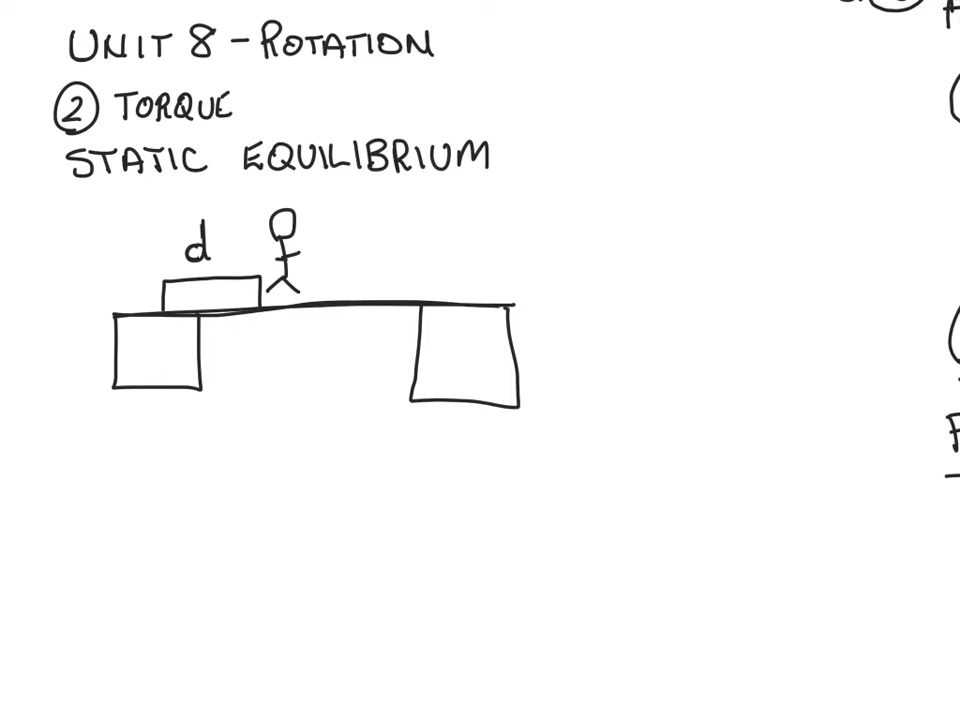 UNIT 8 - ROTATION
2 TORQUE
STATIC EQUILIBRIUM
d